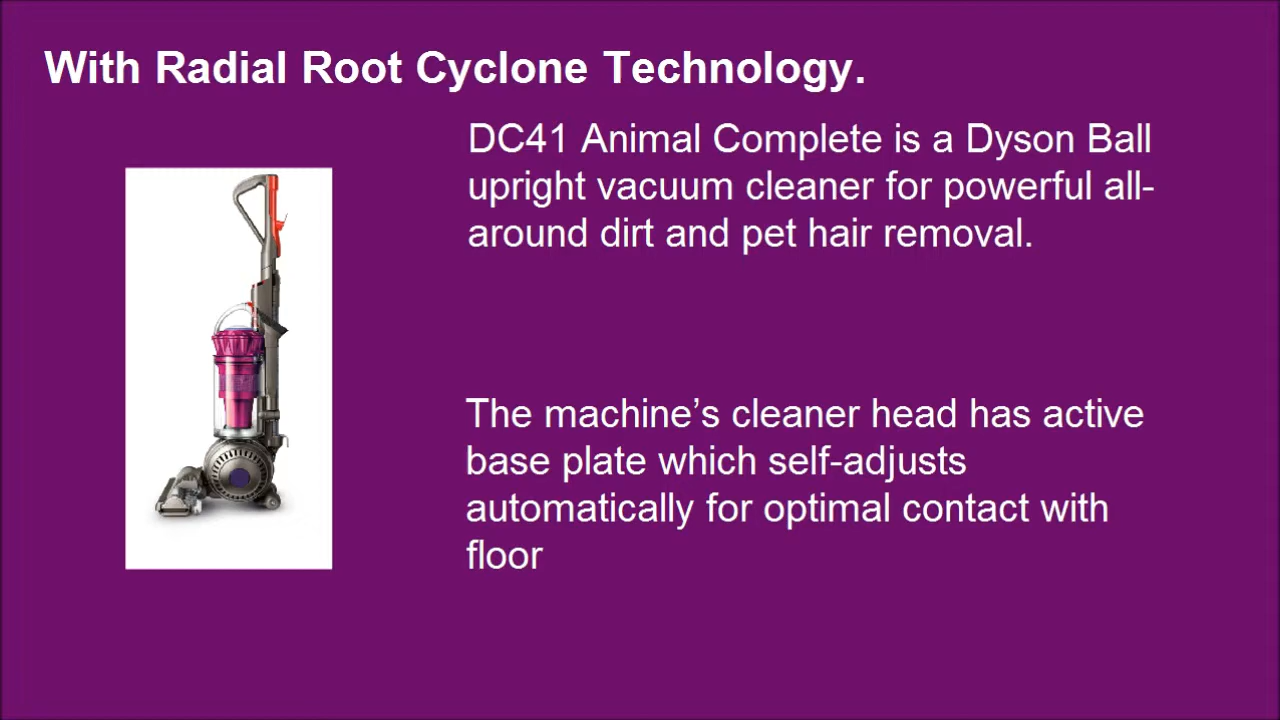 With Radial Root Cyclone Technology.
DC41 Animal Complete is a Dyson Ball
upright vacuum cleaner for powerful all-
around dirt and pet hair removal.
The machine’s cleaner head has active
base plate which self-adjusts
automatically for optimal contact with
floor